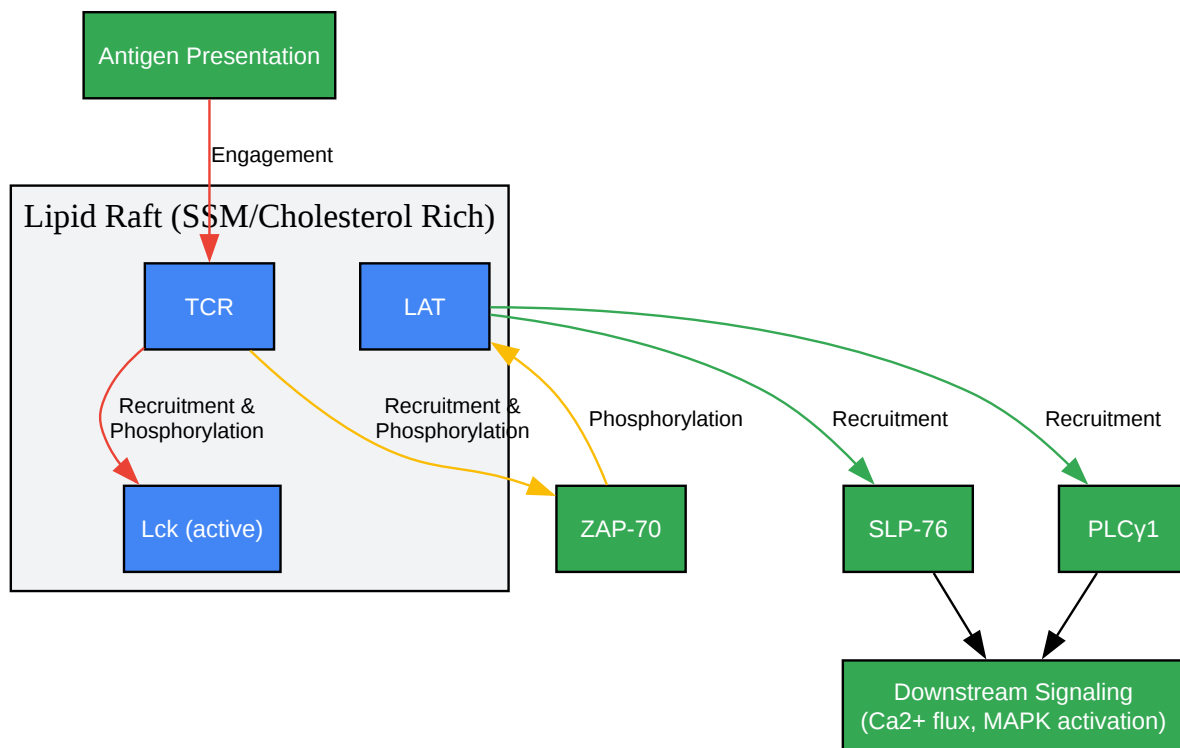 Antigen Presentation
Engagement
Lipid Raft (SSM/Cholesterol Rich)
TCR
LAT
Recruitment &
Phosphorylation
Recruitment &
Phosphorylation
Phosphorylation
Recruitment
Recruitment
Lck (active)
ZAP-70
SLP-76
PLCγ1
Downstream Signaling
(Ca2+ flux, MAPK activation)